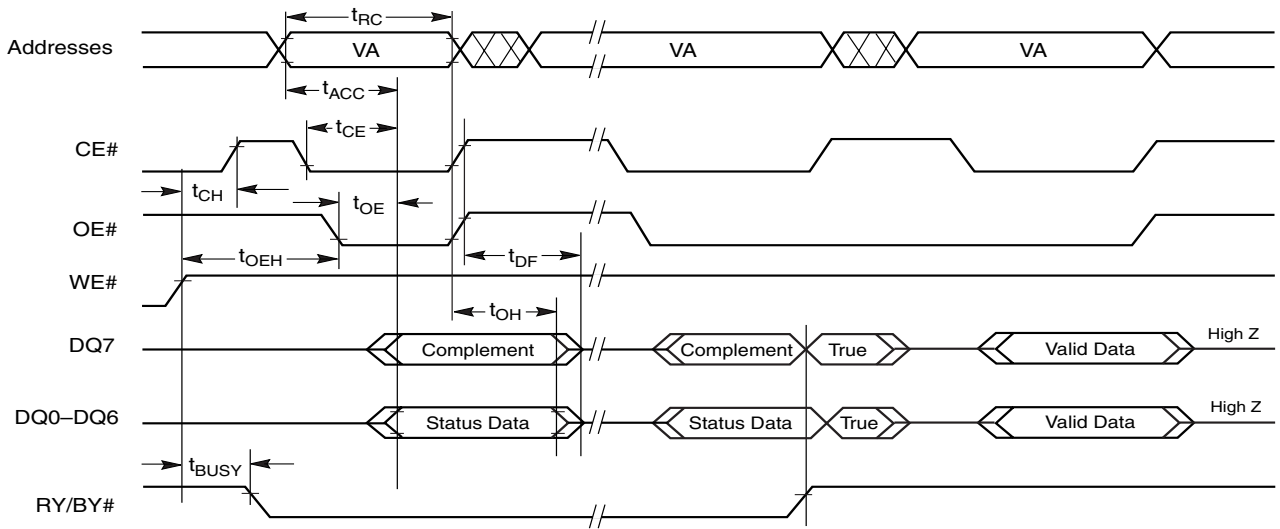 tRC
Addresses VA VA VA
tACC
tCE
CE#
tCH
tOE
OE#
tOEH tDF
WE#
tOH
DQ7 Complement Complement True Valid Data High Z
DQ0–DQ6 Status Data Status Data True Valid Data High Z
tBUSY
RY/BY#